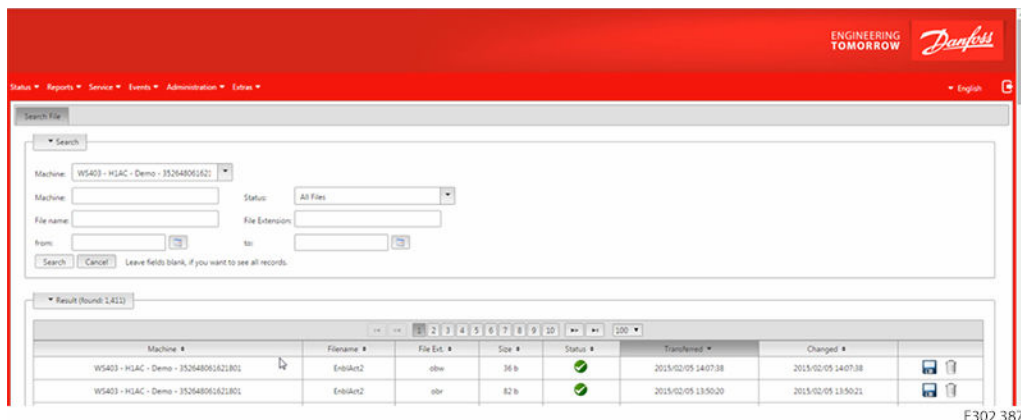 ENGINEERING
TOMORROW
Danfoss
Status Reports Service Events Administration Extras English
Search File
Search
Machine: WS403 - H1AC - Demo - 352648061621
Machine: Status: All Files
File name: File Extension:
from: to:
Search Cancel Leave fields blank, if you want to see all records.
Result (found: 1,411)
1 2 3 4 5 6 7 8 9 10 100
Machine Filename File Ext. Size Status Transferred Changed
WS403 - H1AC - Demo - 352648061621801 EnblAct2 obw 36 b 2015/02/05 14:07:38 2015/02/05 14:07:38
WS403 - H1AC - Demo - 352648061621801 EnblAct2 obr 82 b 2015/02/05 13:50:20 2015/02/05 13:50:21
F302 387